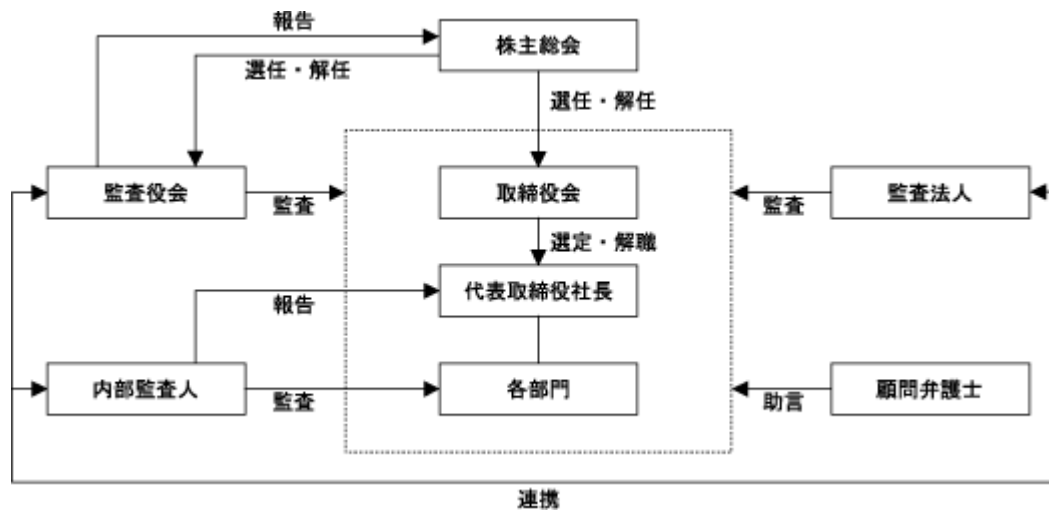 報告
株主総会
選任・解任
選任・解任
監査役会
監査
取締役会
監査
監査法人
選定・解職
代表取締役社長
報告
内部監査人
監査
各部門
助言
顧問弁護士
連携